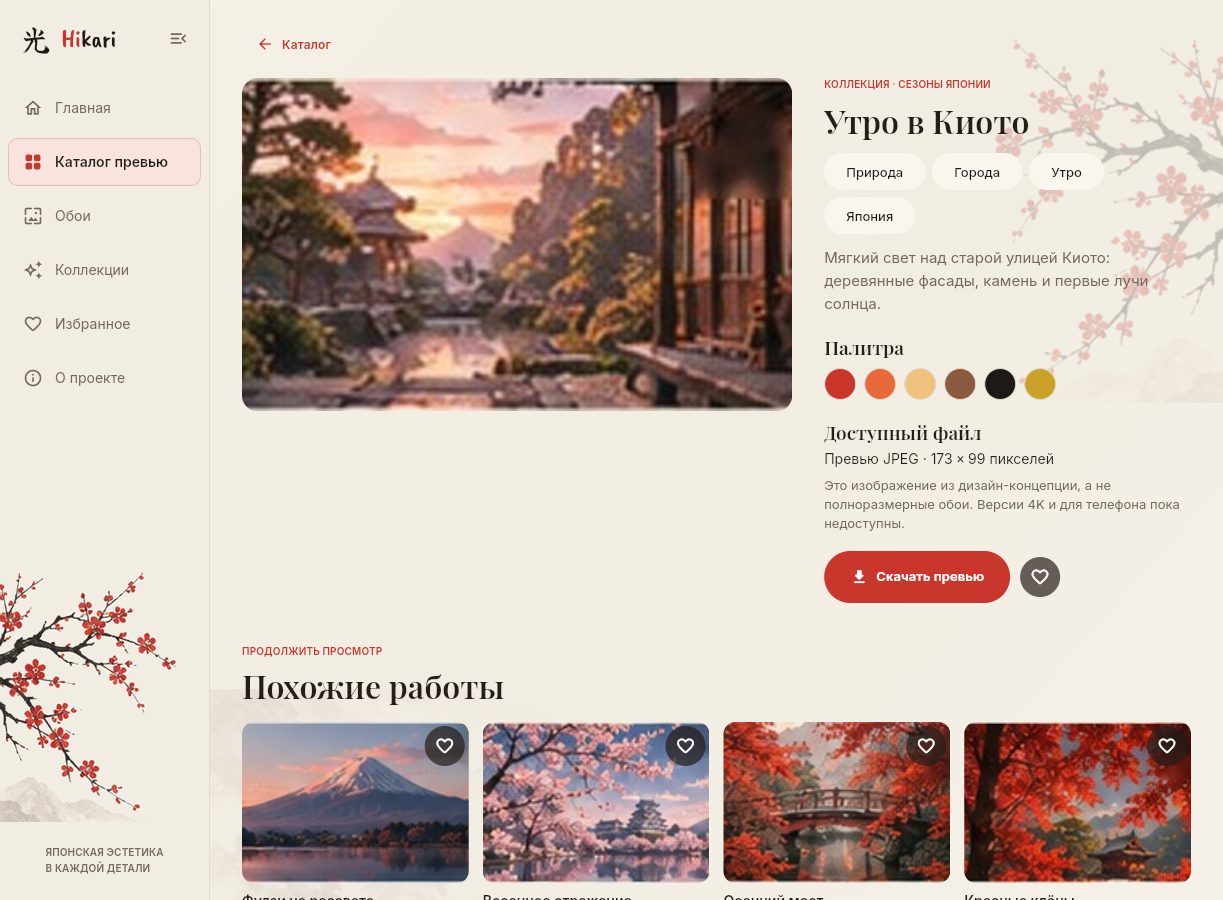 光 Hikari
Главная
Каталог превью
Обои
Коллекции
Избранное
О проекте
ЯПОНСКАЯ ЭСТЕТИКА
В КАЖДОЙ ДЕТАЛИ
Каталог
КОЛЛЕКЦИЯ · СЕЗОНЫ ЯПОНИИ
Утро в Киото
Природа
Города
Утро
Япония
Мягкий свет над старой улицей Киото:
деревянные фасады, камень и первые лучи
солнца.
Палитра
Доступный файл
Превью JPEG · 173 × 99 пикселей
Это изображение из дизайн-концепции, а не
полноразмерные обои. Версии 4K и для телефона пока
недоступны.
Скачать превью
ПРОДОЛЖИТЬ ПРОСМОТР
Похожие работы